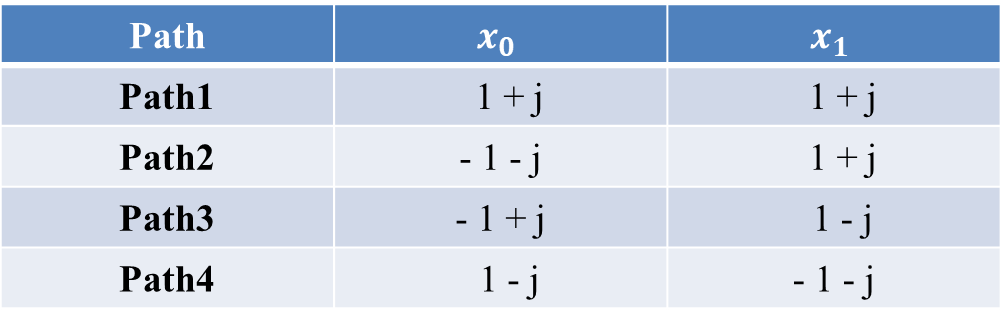 Path x₀ x₁
Path1 1 + j 1 + j
Path2 - 1 - j 1 + j
Path3 - 1 + j 1 - j
Path4 1 - j - 1 - j